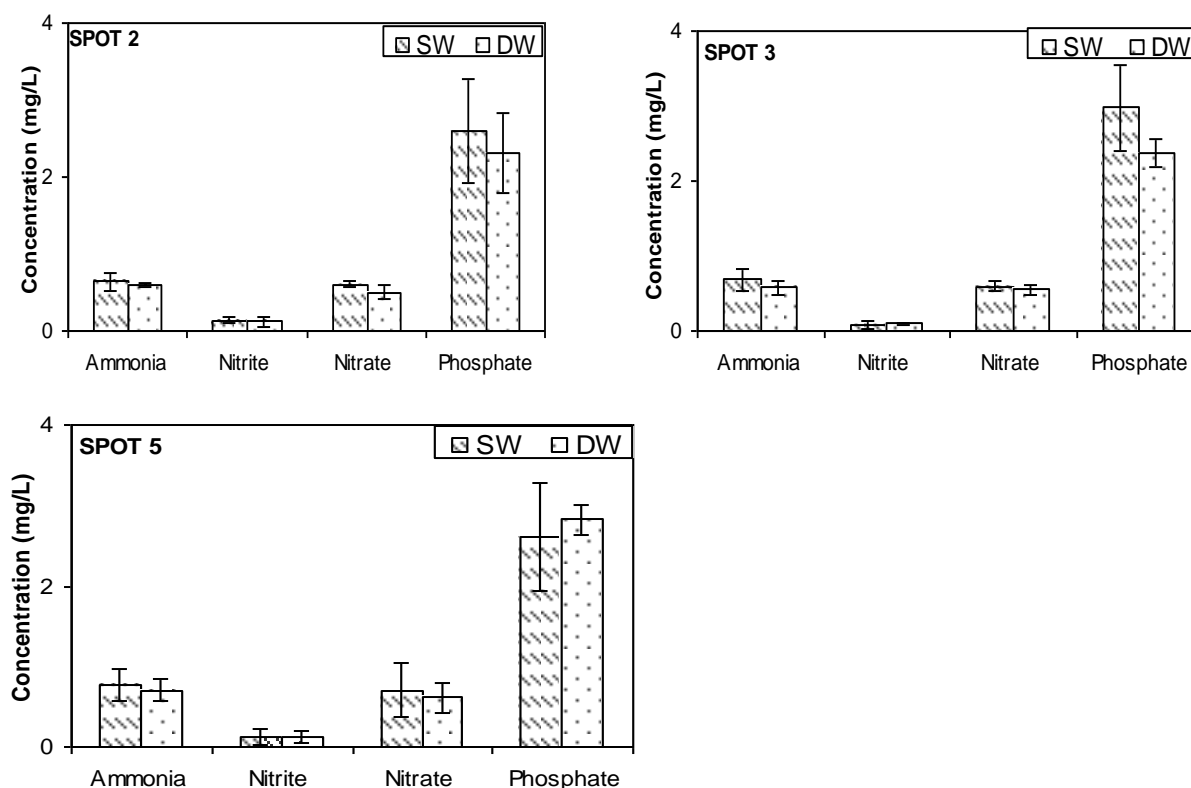 SPOT 2
SW DW
Concentration (mg/L)
4
2
0
Ammonia Nitrite Nitrate Phosphate
SPOT 3
SW DW
Concentration (mg/L)
4
2
0
Ammonia Nitrite Nitrate Phosphate
SPOT 5
SW DW
Concentration (mg/L)
4
2
0
Ammonia Nitrite Nitrate Phosphate